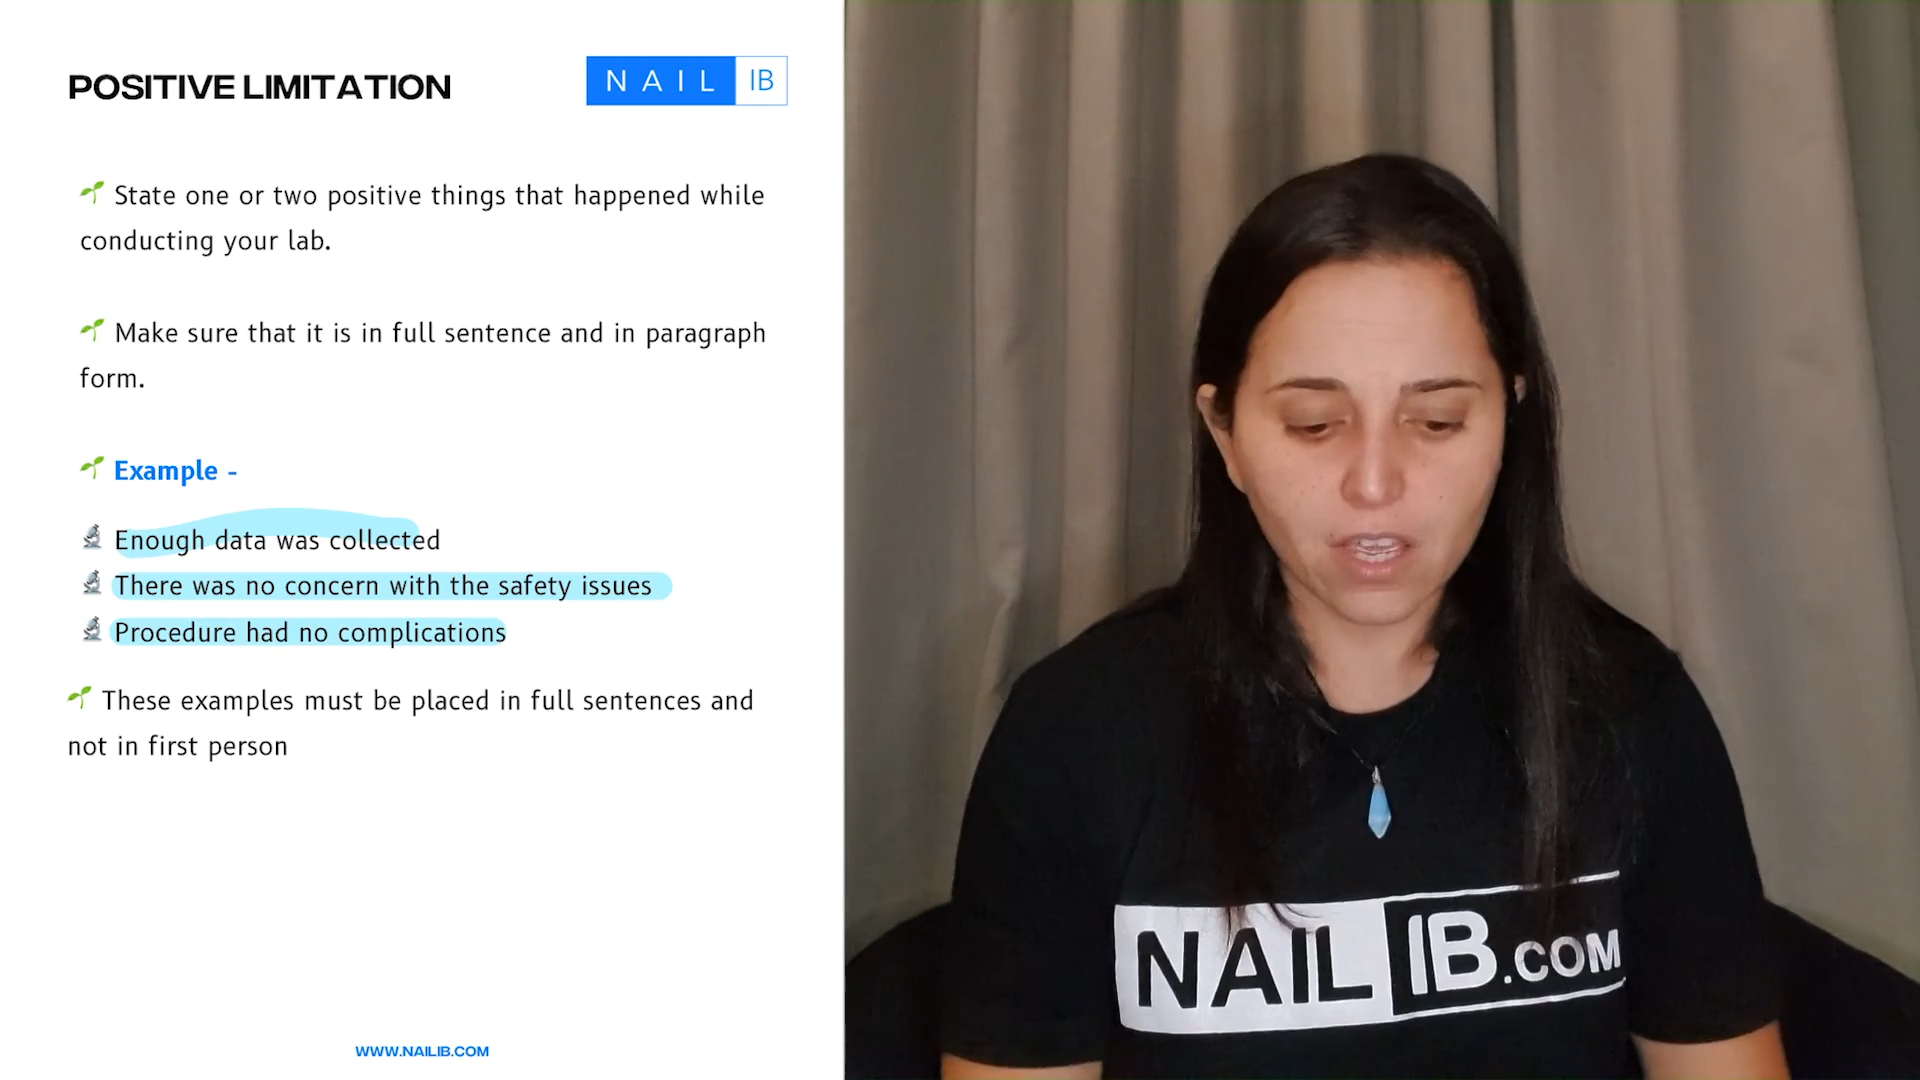 POSITIVE LIMITATION
NAIL IB
State one or two positive things that happened while
conducting your lab.
Make sure that it is in full sentence and in paragraph
form.
Example -
Enough data was collected
There was no concern with the safety issues
Procedure had no complications
These examples must be placed in full sentences and
not in first person
WWW.NAILIB.COM
NAIL IB.COM